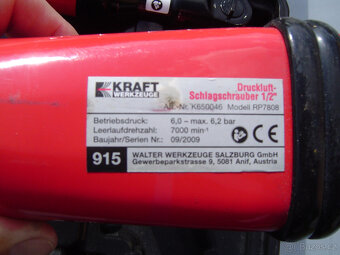 KRAFT
WERKZEUGE
Druckluft-
Schlagschrauber 1/2"
Art.-Nr. K650046 Modell RP7808
Betriebsdruck: 6,0 – max. 6,2 bar
Leerlaufdrehzahl: 7000 min⁻¹
Baujahr/Serien Nr.: 09/2009
915
WALTER WERKZEUGE SALZBURG GmbH
Gewerbeparkstrasse 9, 5081 Anif, Austria